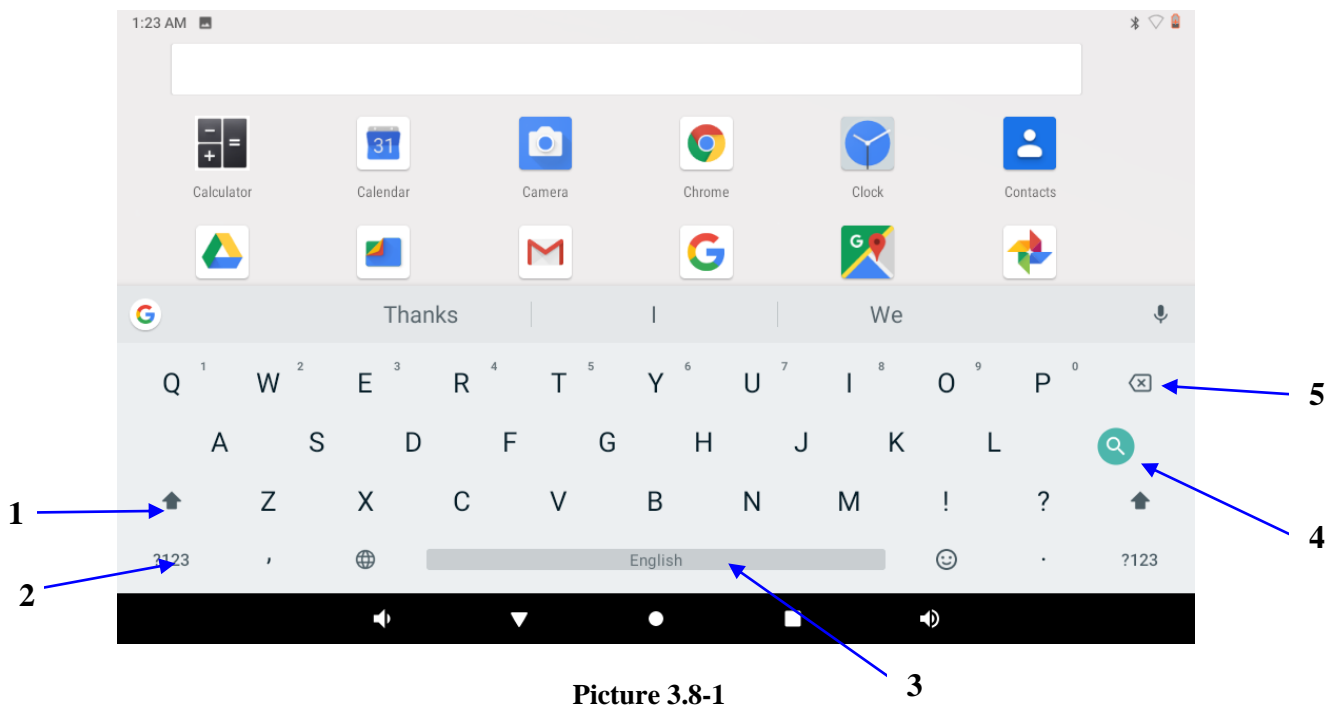 1:23 AM
31
Calculator Calendar Camera Chrome Clock Contacts
G
G Thanks I We
Q 1 W 2 E 3 R 4 T 5 Y 6 U 7 I 8 O 9 P 0 5
A S D F G H J K L
1 Z X C V B N M ! ? 4
?123 , English . ?123
2
3
Picture 3.8-1